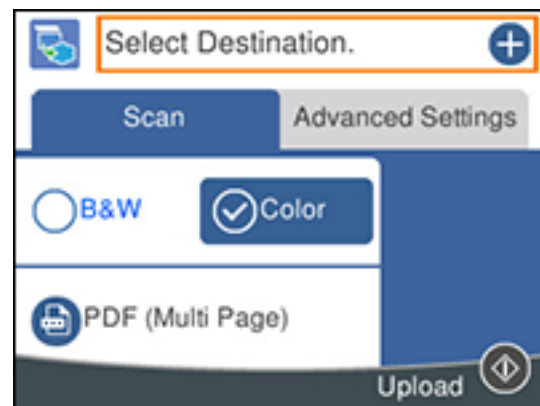 Select Destination.
Scan
Advanced Settings
B&W
Color
PDF (Multi Page)
Upload